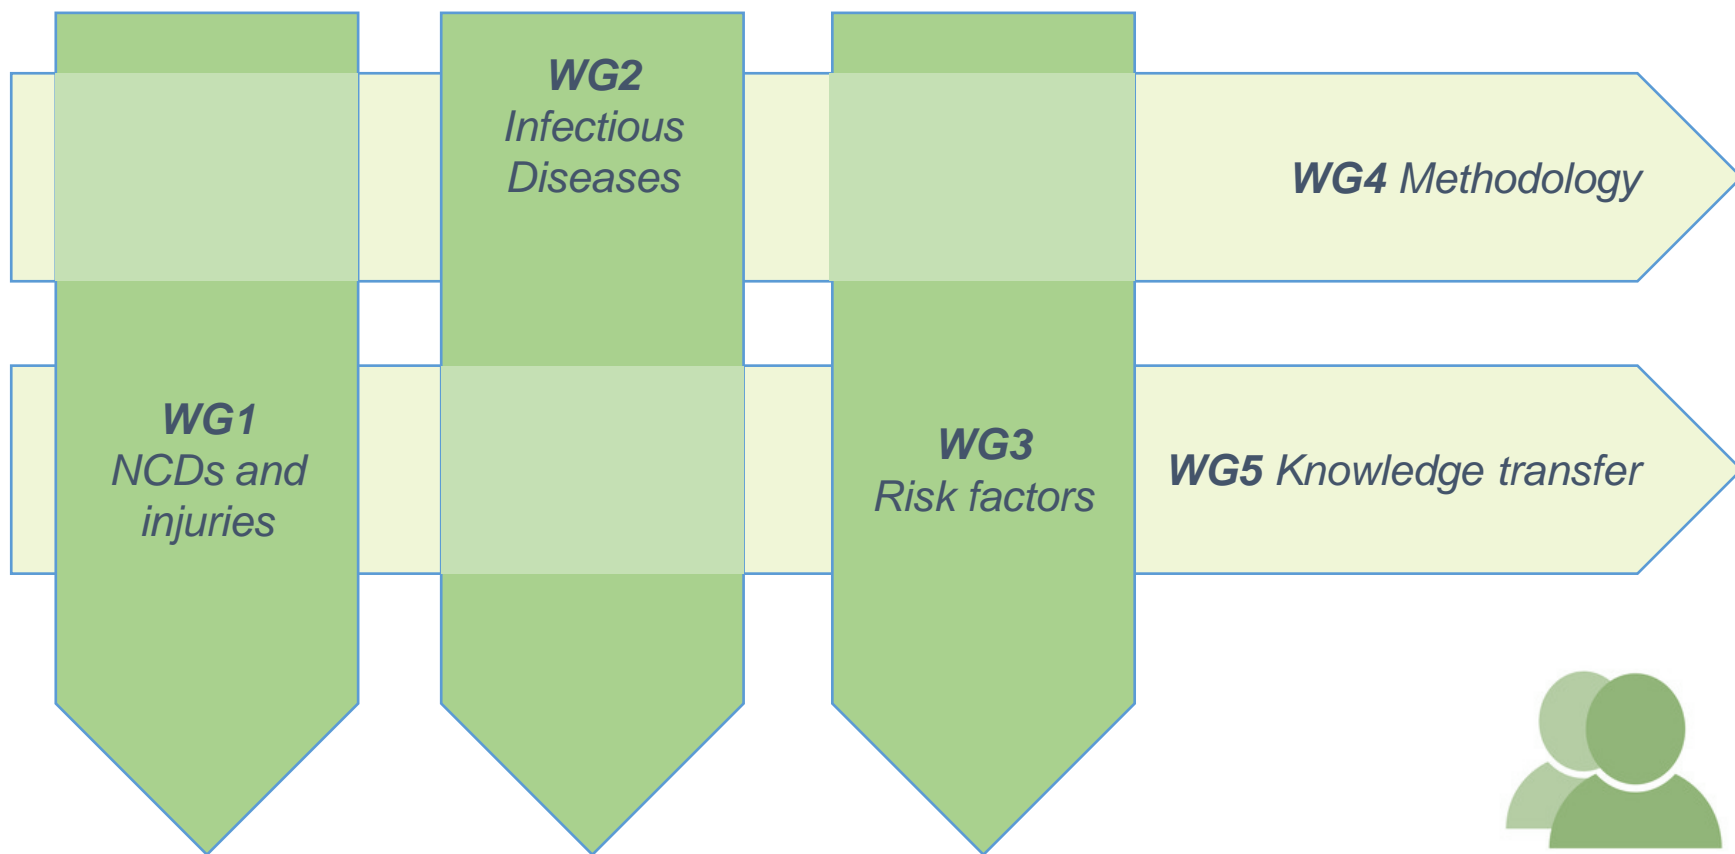 WG2
Infectious
Diseases
WG4 Methodology
WG1
NCDs and
injuries
WG3
Risk factors
WG5 Knowledge transfer